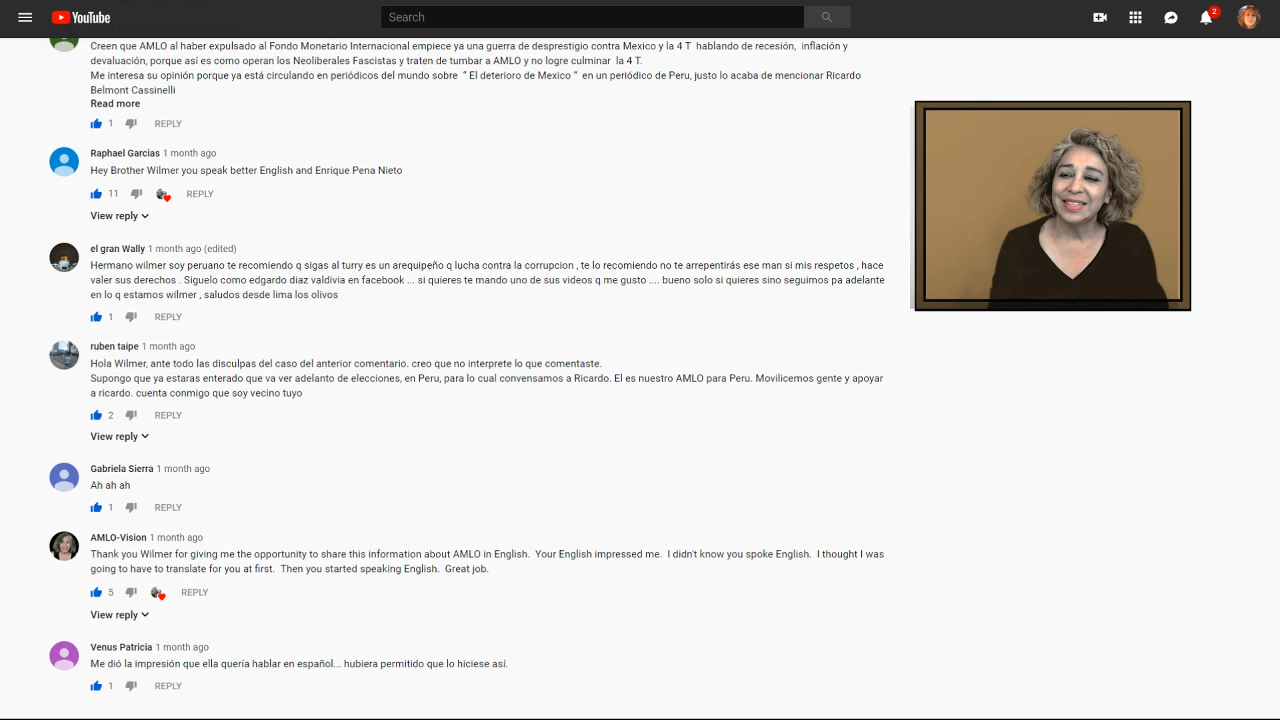 YouTube
Search
2
Creen que AMLO al haber expulsado al Fondo Monetario Internacional empiece ya una guerra de desprestigio contra Mexico y la 4 T hablando de recesión, inflación y
devaluación, porque así es como operan los Neoliberales Fascistas y traten de tumbar a AMLO y no logre culminar la 4 T.
Me interesa su opinión porque ya está circulando en periódicos del mundo sobre “ El deterioro de Mexico “ en un periódico de Peru, justo lo acaba de mencionar Ricardo
Belmont Cassinelli
Read more
1 REPLY
Raphael Garcias 1 month ago
Hey Brother Wilmer you speak better English and Enrique Pena Nieto
11 REPLY
View reply
el gran Wally 1 month ago (edited)
Hermano wilmer soy peruano te recomiendo q sigas al turry es un arequipeño q lucha contra la corrupcion , te lo recomiendo no te arrepentirás ese man si mis respetos , hace
valer sus derechos . Siguelo como edgardo diaz valdivia en facebook ... si quieres te mando uno de sus videos q me gusto .... bueno solo si quieres sino seguimos pa adelante
en lo q estamos wilmer , saludos desde lima los olivos
1 REPLY
ruben taipe 1 month ago
Hola Wilmer, ante todo las disculpas del caso del anterior comentario. creo que no interprete lo que comentaste.
Supongo que ya estaras enterado que va ver adelanto de elecciones, en Peru, para lo cual convensamos a Ricardo. El es nuestro AMLO para Peru. Movilicemos gente y apoyar
a ricardo. cuenta conmigo que soy vecino tuyo
2 REPLY
View reply
Gabriela Sierra 1 month ago
Ah ah ah
1 REPLY
AMLO-Vision 1 month ago
Thank you Wilmer for giving me the opportunity to share this information about AMLO in English. Your English impressed me. I didn't know you spoke English. I thought I was
going to have to translate for you at first. Then you started speaking English. Great job.
5 REPLY
View reply
Venus Patricia 1 month ago
Me dió la impresión que ella quería hablar en español... hubiera permitido que lo hiciese así.
1 REPLY